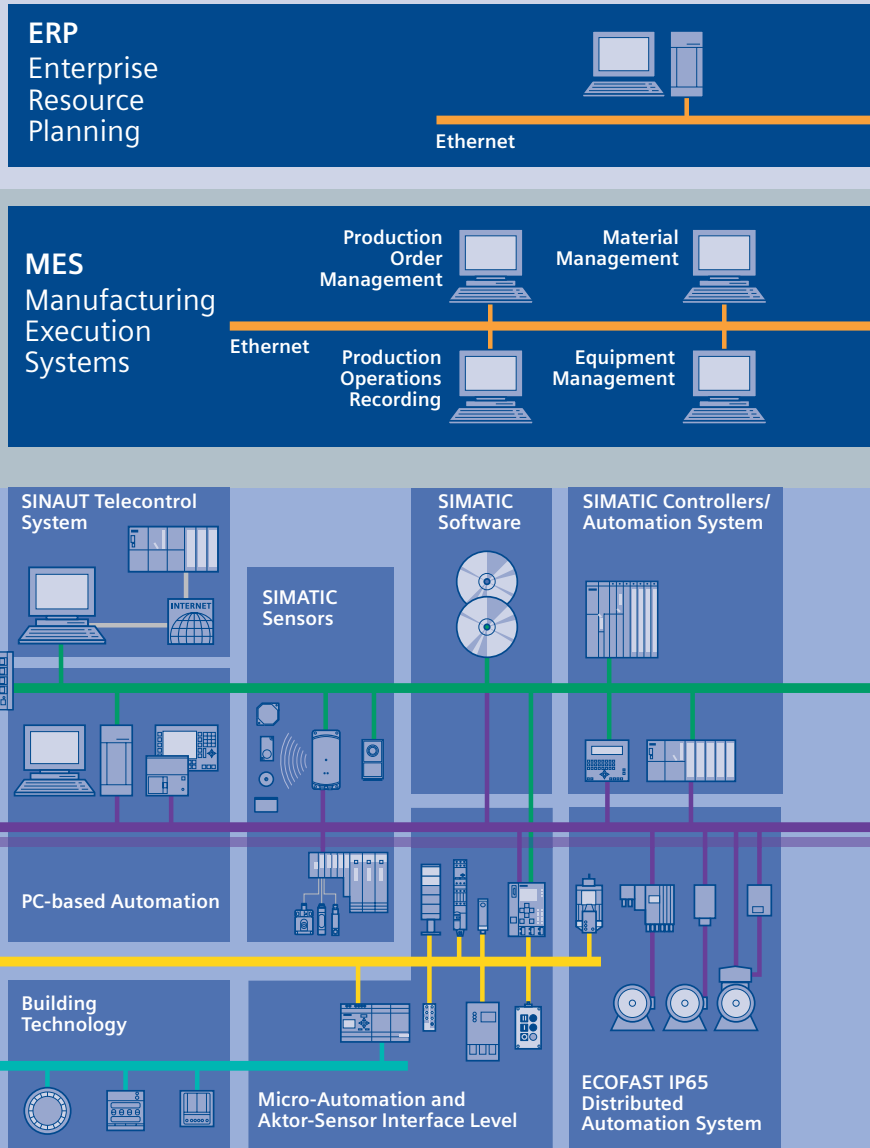 ERP
Enterprise
Resource
Planning
Ethernet
MES
Manufacturing
Execution
Systems
Production
Order
Management
Material
Management
Ethernet
Production
Operations
Recording
Equipment
Management
SINAUT Telecontrol
System
INTERNET
SIMATIC
Sensors
SIMATIC
Software
SIMATIC Controllers/
Automation System
PC-based Automation
Building
Technology
Micro-Automation and
Aktor-Sensor Interface Level
ECOFAST IP65
Distributed
Automation System